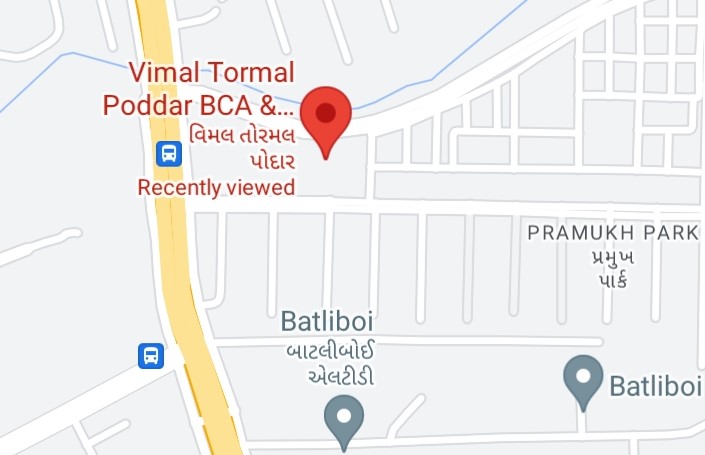 Vimal Tormal
Poddar BCA &...
વિમલ તોરમલ
પોદાર
Recently viewed
PRAMUKH PARK
પ્રમુખ
પાર્ક
Batliboi
બાટલીબોઈ
એલટીડી
Batliboi